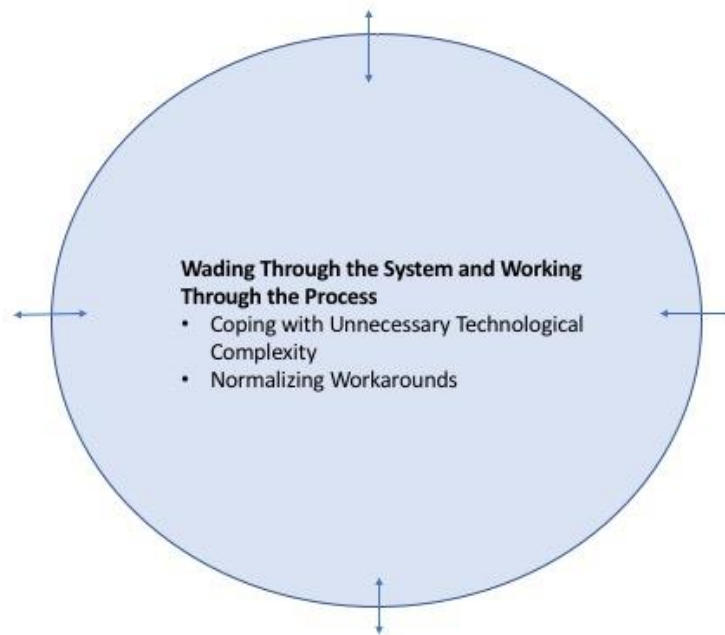 Wading Through the System and Working
Through the Process
• Coping with Unnecessary Technological
Complexity
• Normalizing Workarounds